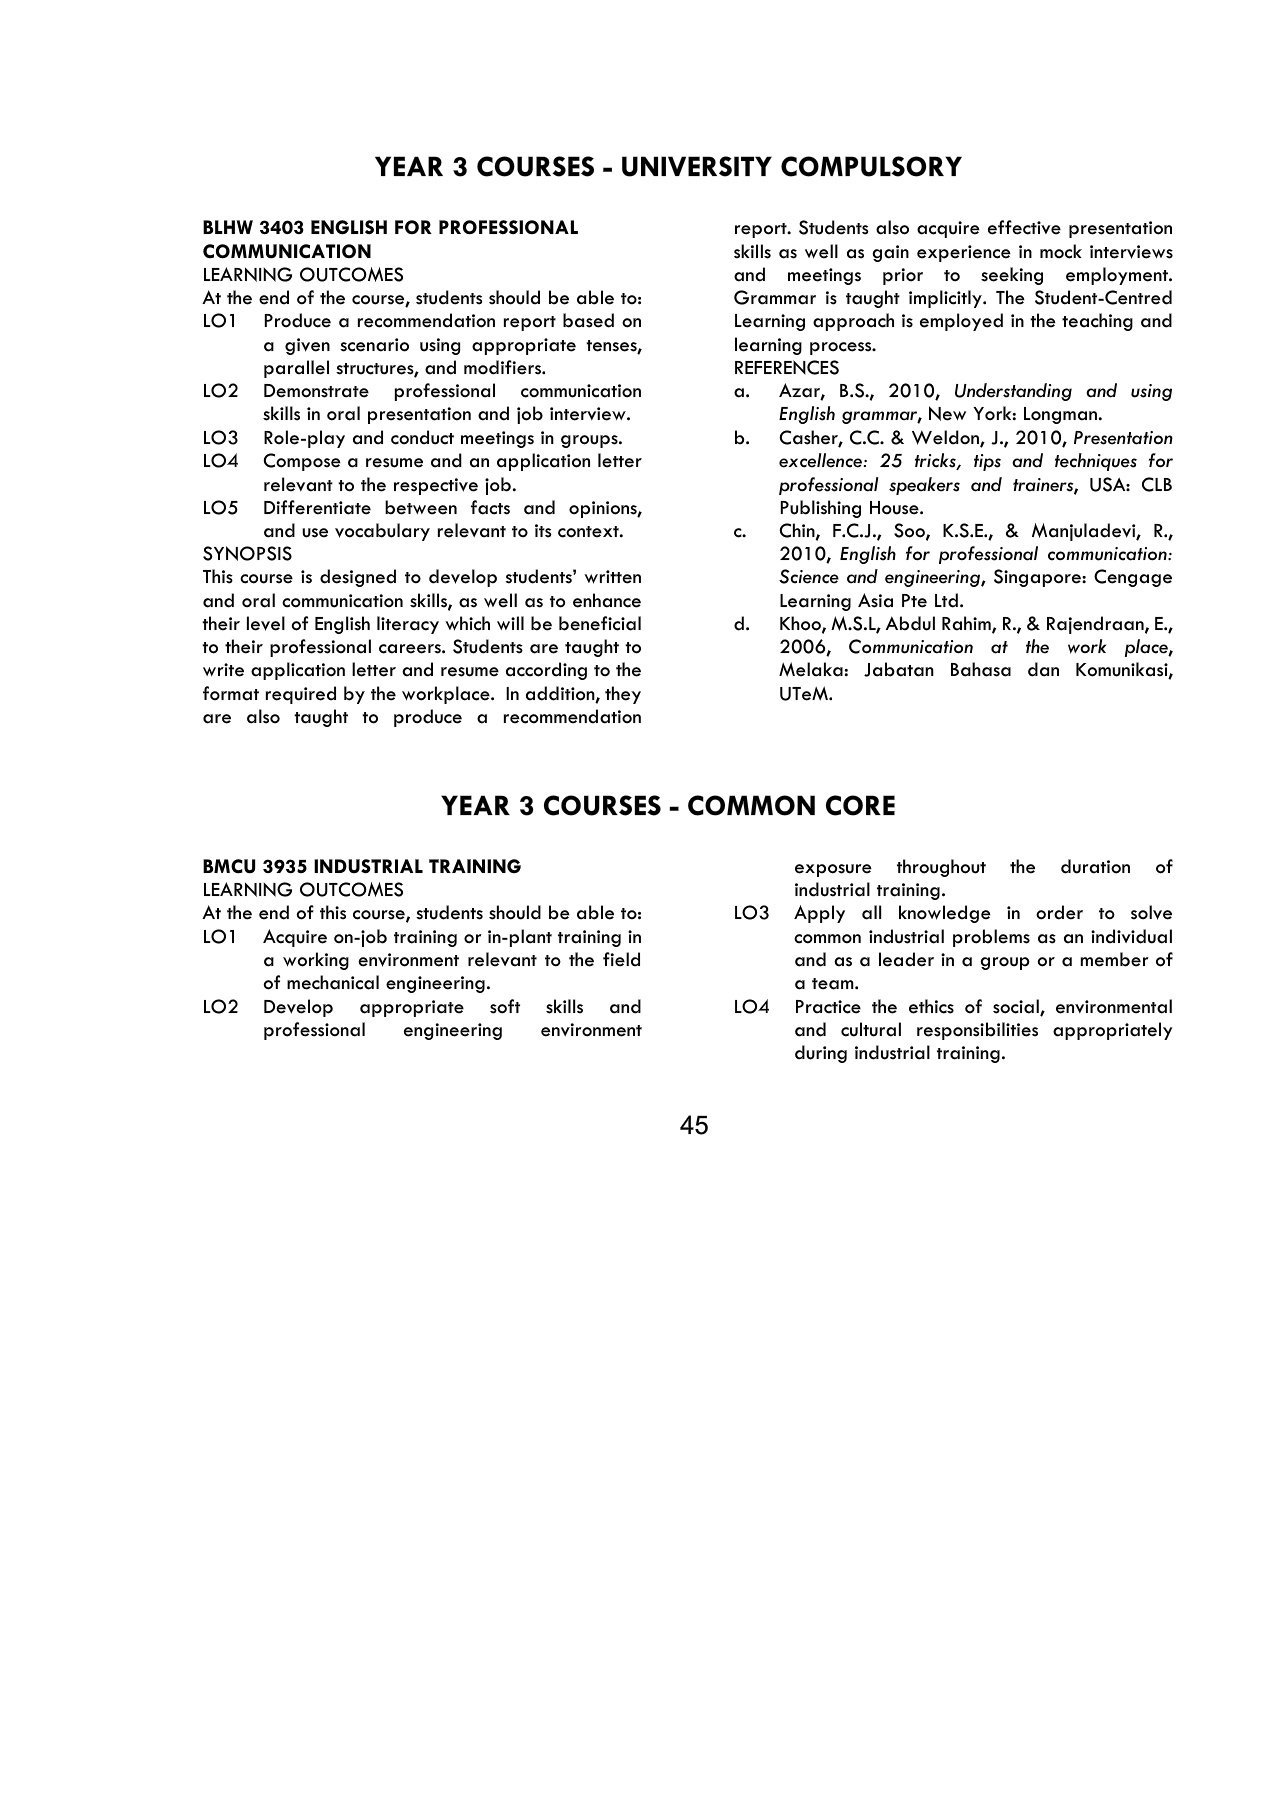 YEAR 3 COURSES - UNIVERSITY COMPULSORY
BLHW 3403 ENGLISH FOR PROFESSIONAL
COMMUNICATION
LEARNING OUTCOMES
At the end of the course, students should be able to:
LO1 Produce a recommendation report based on
a given scenario using appropriate tenses,
parallel structures, and modifiers.
LO2 Demonstrate professional communication
skills in oral presentation and job interview.
LO3 Role-play and conduct meetings in groups.
LO4 Compose a resume and an application letter
relevant to the respective job.
LO5 Differentiate between facts and opinions,
and use vocabulary relevant to its context.
SYNOPSIS
This course is designed to develop students’ written
and oral communication skills, as well as to enhance
their level of English literacy which will be beneficial
to their professional careers. Students are taught to
write application letter and resume according to the
format required by the workplace. In addition, they
are also taught to produce a recommendation
report. Students also acquire effective presentation
skills as well as gain experience in mock interviews
and meetings prior to seeking employment.
Grammar is taught implicitly. The Student-Centred
Learning approach is employed in the teaching and
learning process.
REFERENCES
a. Azar, B.S., 2010, Understanding and using
English grammar, New York: Longman.
b. Casher, C.C. & Weldon, J., 2010, Presentation
excellence: 25 tricks, tips and techniques for
professional speakers and trainers, USA: CLB
Publishing House.
c. Chin, F.C.J., Soo, K.S.E., & Manjuladevi, R.,
2010, English for professional communication:
Science and engineering, Singapore: Cengage
Learning Asia Pte Ltd.
d. Khoo, M.S.L, Abdul Rahim, R., & Rajendraan, E.,
2006, Communication at the work place,
Melaka: Jabatan Bahasa dan Komunikasi,
UTeM.
YEAR 3 COURSES - COMMON CORE
BMCU 3935 INDUSTRIAL TRAINING
LEARNING OUTCOMES
At the end of this course, students should be able to:
LO1 Acquire on-job training or in-plant training in
a working environment relevant to the field
of mechanical engineering.
LO2 Develop appropriate soft skills and
professional engineering environment
exposure throughout the duration of
industrial training.
LO3 Apply all knowledge in order to solve
common industrial problems as an individual
and as a leader in a group or a member of
a team.
LO4 Practice the ethics of social, environmental
and cultural responsibilities appropriately
during industrial training.
45